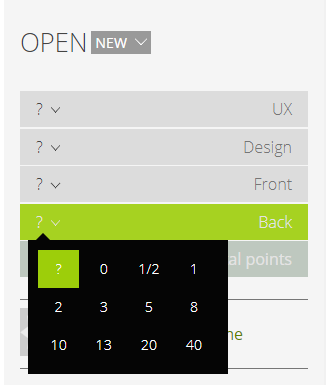 OPEN NEW
? UX
? Design
? Front
? Back
? 0 1/2 1
al points
2 3 5 8
10 13 20 40